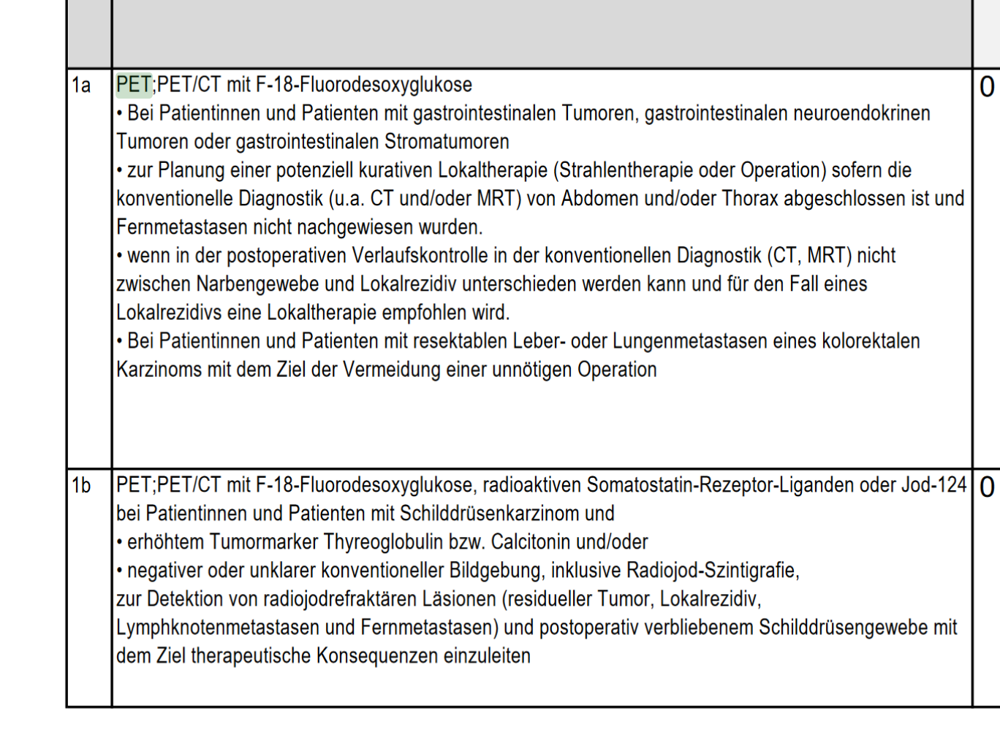 1a
PET;PET/CT mit F-18-Fluorodesoxyglukose
0
• Bei Patientinnen und Patienten mit gastrointestinalen Tumoren, gastrointestinalen neuroendokrinen
Tumoren oder gastrointestinalen Stromatumoren
• zur Planung einer potenziell kurativen Lokaltherapie (Strahlentherapie oder Operation) sofern die
konventionelle Diagnostik (u.a. CT und/oder MRT) von Abdomen und/oder Thorax abgeschlossen ist und
Fernmetastasen nicht nachgewiesen wurden.
• wenn in der postoperativen Verlaufskontrolle in der konventionellen Diagnostik (CT, MRT) nicht
zwischen Narbengewebe und Lokalrezidiv unterschieden werden kann und für den Fall eines
Lokalrezidivs eine Lokaltherapie empfohlen wird.
• Bei Patientinnen und Patienten mit resektablen Leber- oder Lungenmetastasen eines kolorektalen
Karzinoms mit dem Ziel der Vermeidung einer unnötigen Operation
1b
PET;PET/CT mit F-18-Fluorodesoxyglukose, radioaktiven Somatostatin-Rezeptor-Liganden oder Jod-124
0
bei Patientinnen und Patienten mit Schilddrüsenkarzinom und
• erhöhtem Tumormarker Thyreoglobulin bzw. Calcitonin und/oder
• negativer oder unklarer konventioneller Bildgebung, inklusive Radiojod-Szintigrafie,
zur Detektion von radiojodrefraktären Läsionen (residueller Tumor, Lokalrezidiv,
Lymphknotenmetastasen und Fernmetastasen) und postoperativ verbliebenem Schilddrüsengewebe mit
dem Ziel therapeutische Konsequenzen einzuleiten